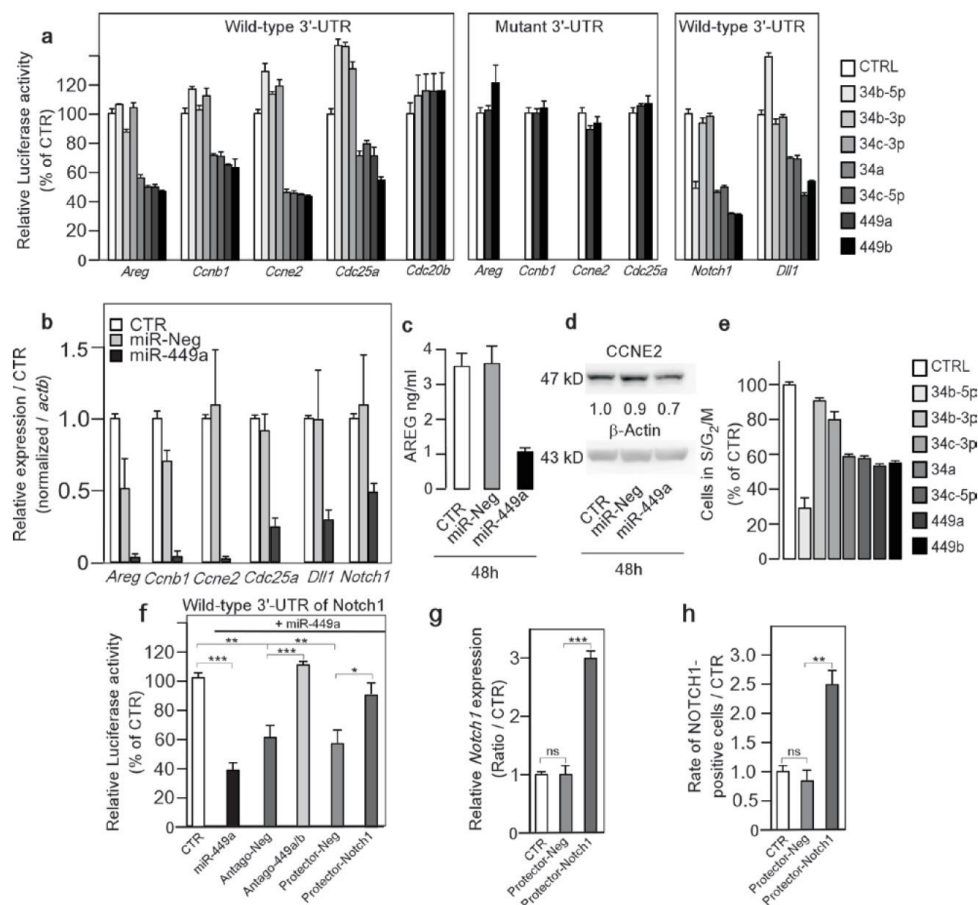 a
Wild-type 3'-UTR
Mutant 3'-UTR
Wild-type 3'-UTR
Relative Luciferase activity
(% of CTR)
120
100
80
60
40
20
0
Areg Ccnb1 Ccne2 Cdc25a Cdc20b
Areg Ccnb1 Ccne2 Cdc25a
Notch1 Dll1
CTRL
34b-5p
34b-3p
34c-3p
34a
34c-5p
449a
449b
b
CTR
miR-Neg
miR-449a
Relative expression / CTR
(normalized / actb)
1.5
1.0
0.5
0
Areg Ccnb1 Ccne2 Cdc25a Dll1 Notch1
c
AREG ng/ml
4
3
2
1
0
CTR
miR-Neg
miR-449a
48h
d
CCNE2
47 kD
1.0 0.9 0.7
β-Actin
43 kD
CTR
miR-Neg
miR-449a
48h
e
Cells in S/G2/M
(% of CTR)
100
80
60
40
20
0
CTRL
34b-5p
34b-3p
34c-3p
34a
34c-5p
449a
449b
f
Wild-type 3'-UTR of Notch1
+ miR-449a
Relative Luciferase activity
(% of CTR)
120
100
80
60
40
20
0
** **
*** *** *
CTR
miR-449a
Antago-Neg
Antago-449a/b
Protector-Neg
Protector-Notch1
g
Relative Notch1 expression
(Ratio / CTR)
3
2
1
0
***
ns
CTR
Protector-Neg
Protector-Notch1
h
Rate of NOTCH1-
positive cells / CTR
3.0
2.5
2.0
1.5
1.0
0.5
0
**
ns
CTR
Protector-Neg
Protector-Notch1